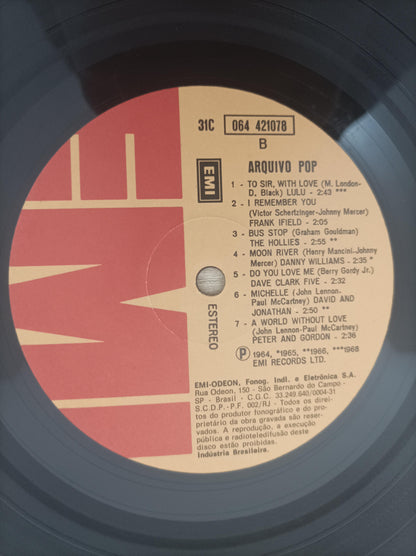 31C 064 421078
B
EMI
ARQUIVO POP
1 - TO SIR, WITH LOVE (M. London-
D. Black) LULU - 2:43 ***
2 - I REMEMBER YOU
(Victor Schertzinger-Johnny
Mercer)
FRANK IFIELD - 2:05
3 - BUS STOP (Graham Gouldman)
THE HOLLIES - 2:55 **
4 - MOON RIVER (Henry Mancini-Johnny
Mercer) DANNY WILLIAMS - 2:35 *
5 - DO YOU LOVE ME (Berry Gordy Jr.)
DAVE CLARK FIVE - 2:50
6 - MICHELLE (John Lennon-
Paul McCartney) DAVID AND
JONATHAN - 2:50 **
7 - A WORLD WITHOUT LOVE
(John Lennon-Paul McCartney)
PETER AND GORDON - 2:36
ESTEREO
Ⓟ 1964, *1965, **1966, ***1968
EMI RECORDS LTD.
EMI-ODEON, Fonog. Indl. e Eletrônica S.A.
Rua Odeon, 150 - São Bernardo do Campo -
SP - Brasil - C.G.C. 33.249.640/0004-31
S.C.D.P.-P.F. 002/RJ - Todos os direi-
tos do produtor fonográfico e do pro-
prietário da obra gravada são reser-
vados. A reprodução, a execução
pública e radioteledifusão deste
disco estão proibidas.
Indústria Brasileira.
EMI